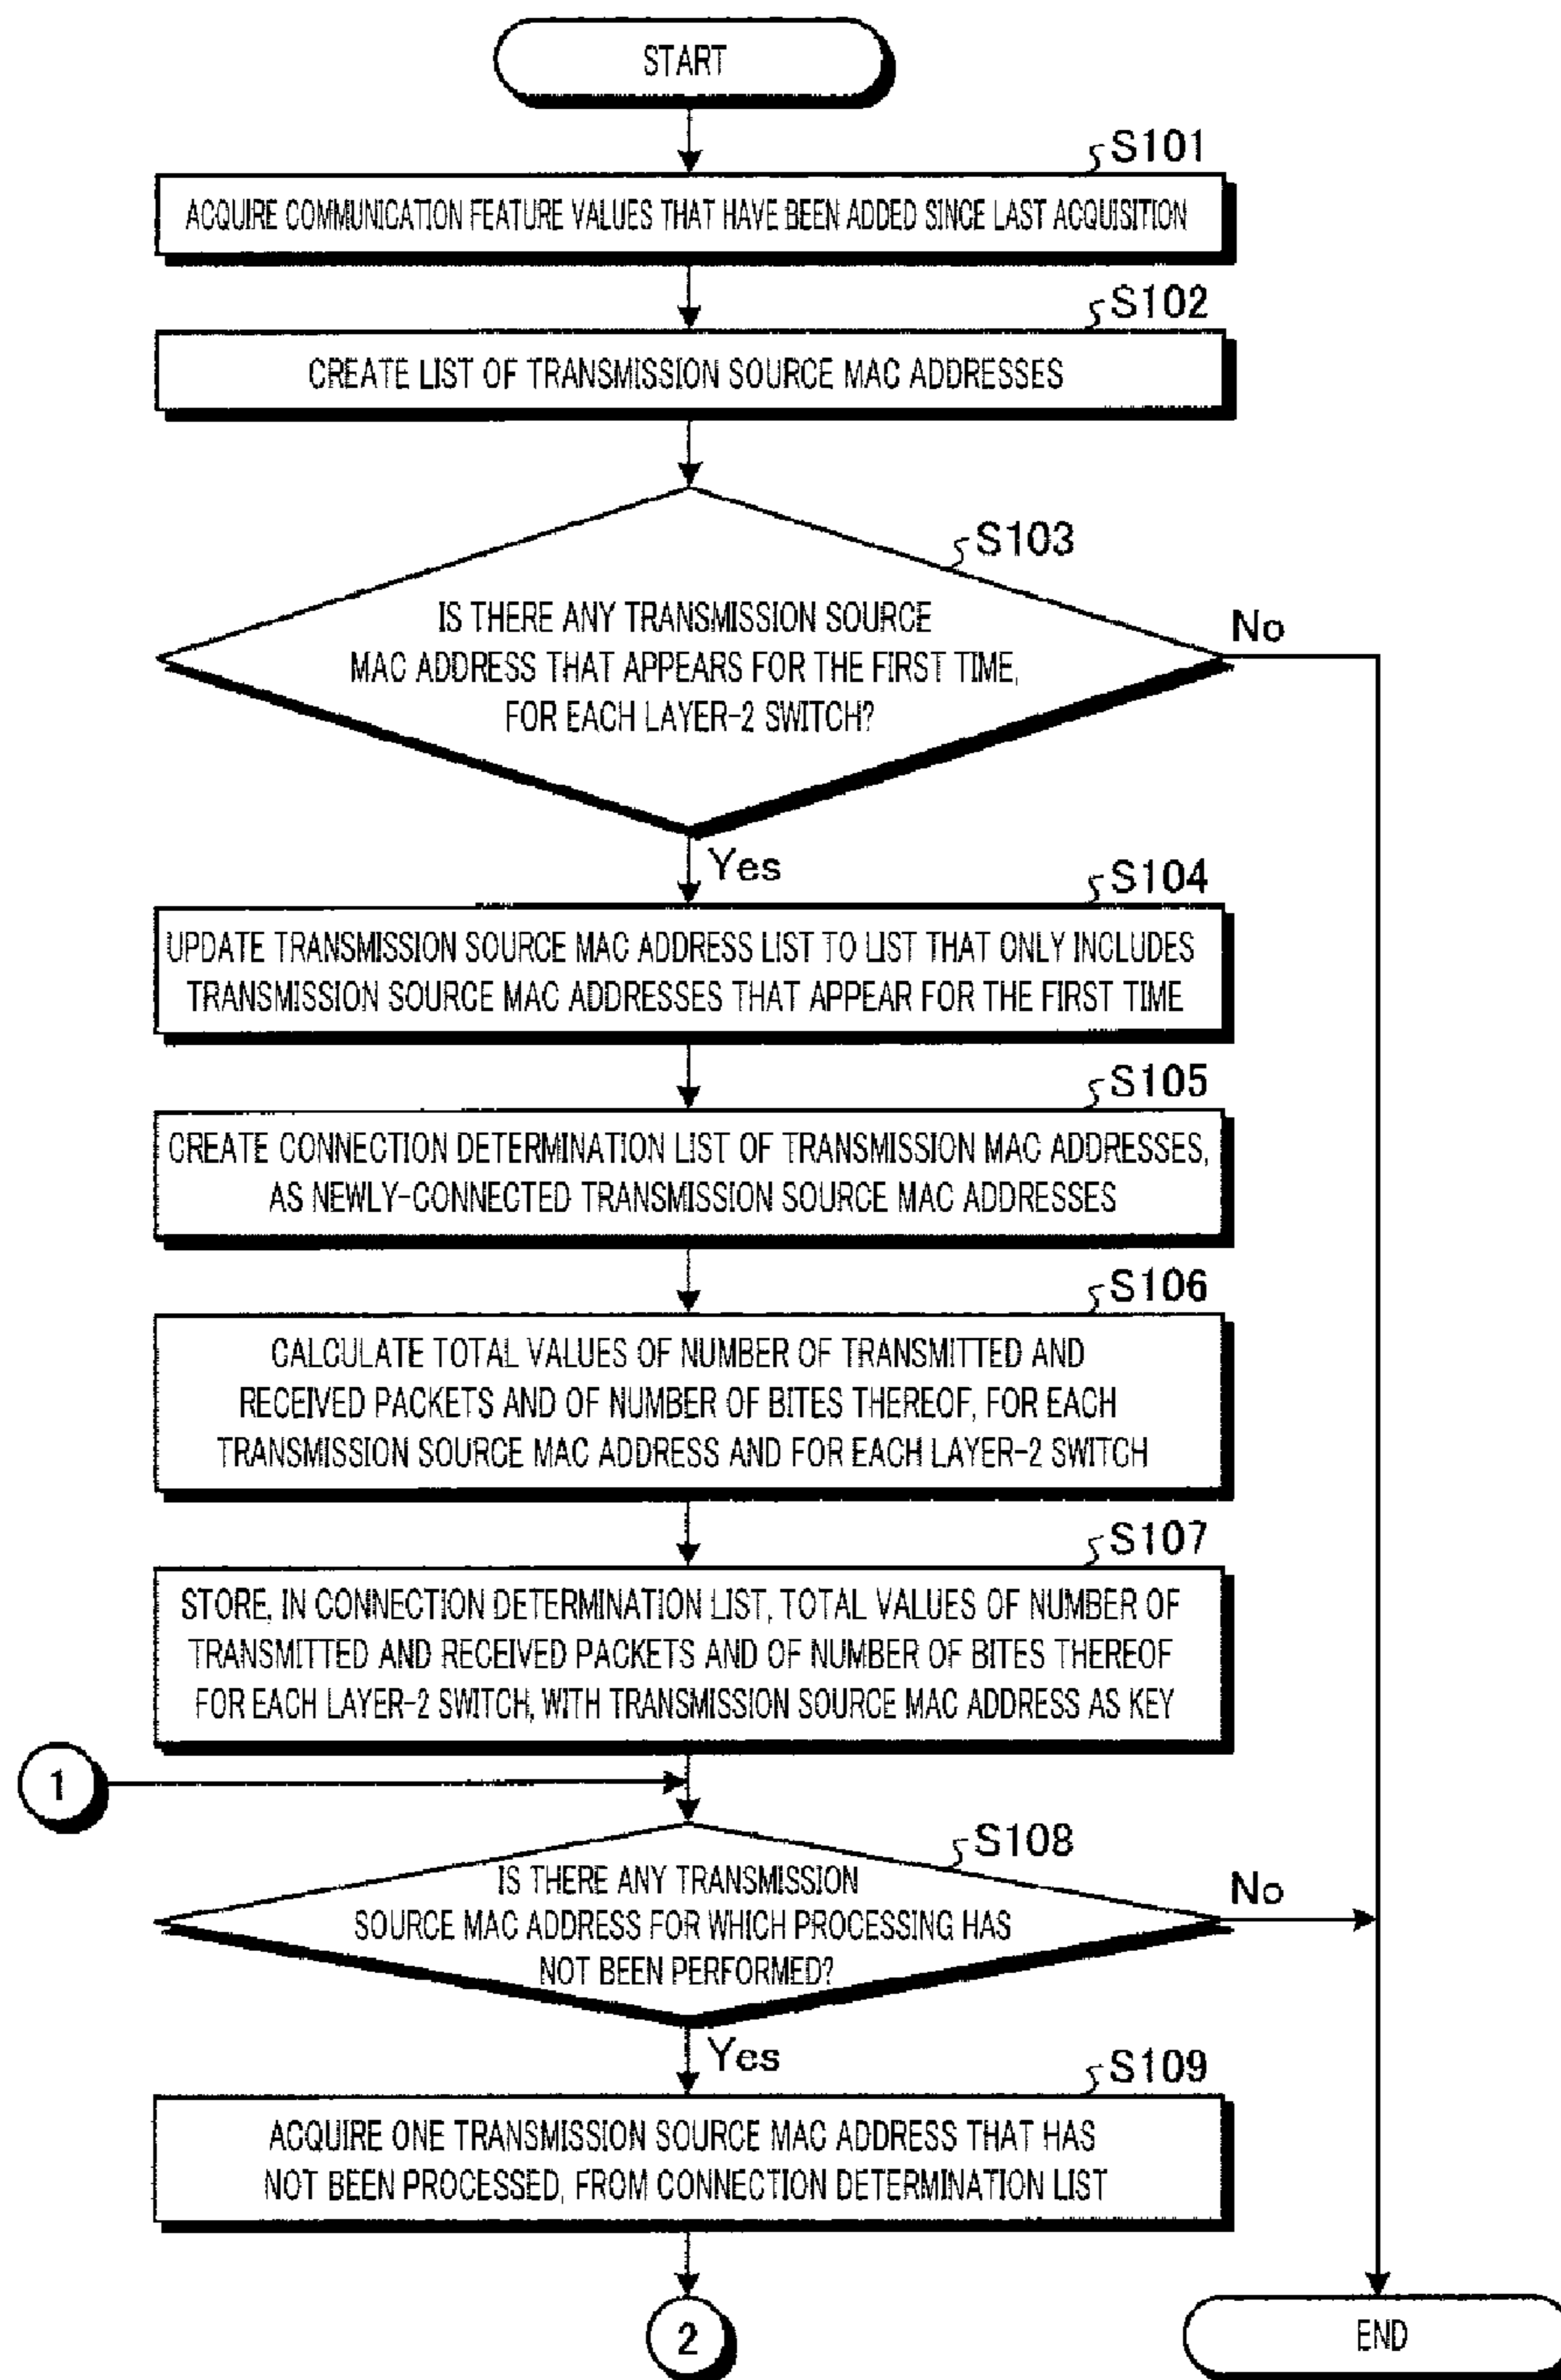 START
S101
ACQUIRE COMMUNICATION FEATURE VALUES THAT HAVE BEEN ADDED SINCE LAST ACQUISITION
S102
CREATE LIST OF TRANSMISSION SOURCE MAC ADDRESSES
S103
IS THERE ANY TRANSMISSION SOURCE
MAC ADDRESS THAT APPEARS FOR THE FIRST TIME,
FOR EACH LAYER-2 SWITCH?
No
Yes
S104
UPDATE TRANSMISSION SOURCE MAC ADDRESS LIST TO LIST THAT ONLY INCLUDES
TRANSMISSION SOURCE MAC ADDRESSES THAT APPEAR FOR THE FIRST TIME
S105
CREATE CONNECTION DETERMINATION LIST OF TRANSMISSION MAC ADDRESSES,
AS NEWLY-CONNECTED TRANSMISSION SOURCE MAC ADDRESSES
S106
CALCULATE TOTAL VALUES OF NUMBER OF TRANSMITTED AND
RECEIVED PACKETS AND OF NUMBER OF BITES THEREOF, FOR EACH
TRANSMISSION SOURCE MAC ADDRESS AND FOR EACH LAYER-2 SWITCH
S107
STORE, IN CONNECTION DETERMINATION LIST, TOTAL VALUES OF NUMBER OF
TRANSMITTED AND RECEIVED PACKETS AND OF NUMBER OF BITES THEREOF
FOR EACH LAYER-2 SWITCH, WITH TRANSMISSION SOURCE MAC ADDRESS AS KEY
1
S108
IS THERE ANY TRANSMISSION
SOURCE MAC ADDRESS FOR WHICH PROCESSING HAS
NOT BEEN PERFORMED?
No
Yes
S109
ACQUIRE ONE TRANSMISSION SOURCE MAC ADDRESS THAT HAS
NOT BEEN PROCESSED, FROM CONNECTION DETERMINATION LIST
2
END